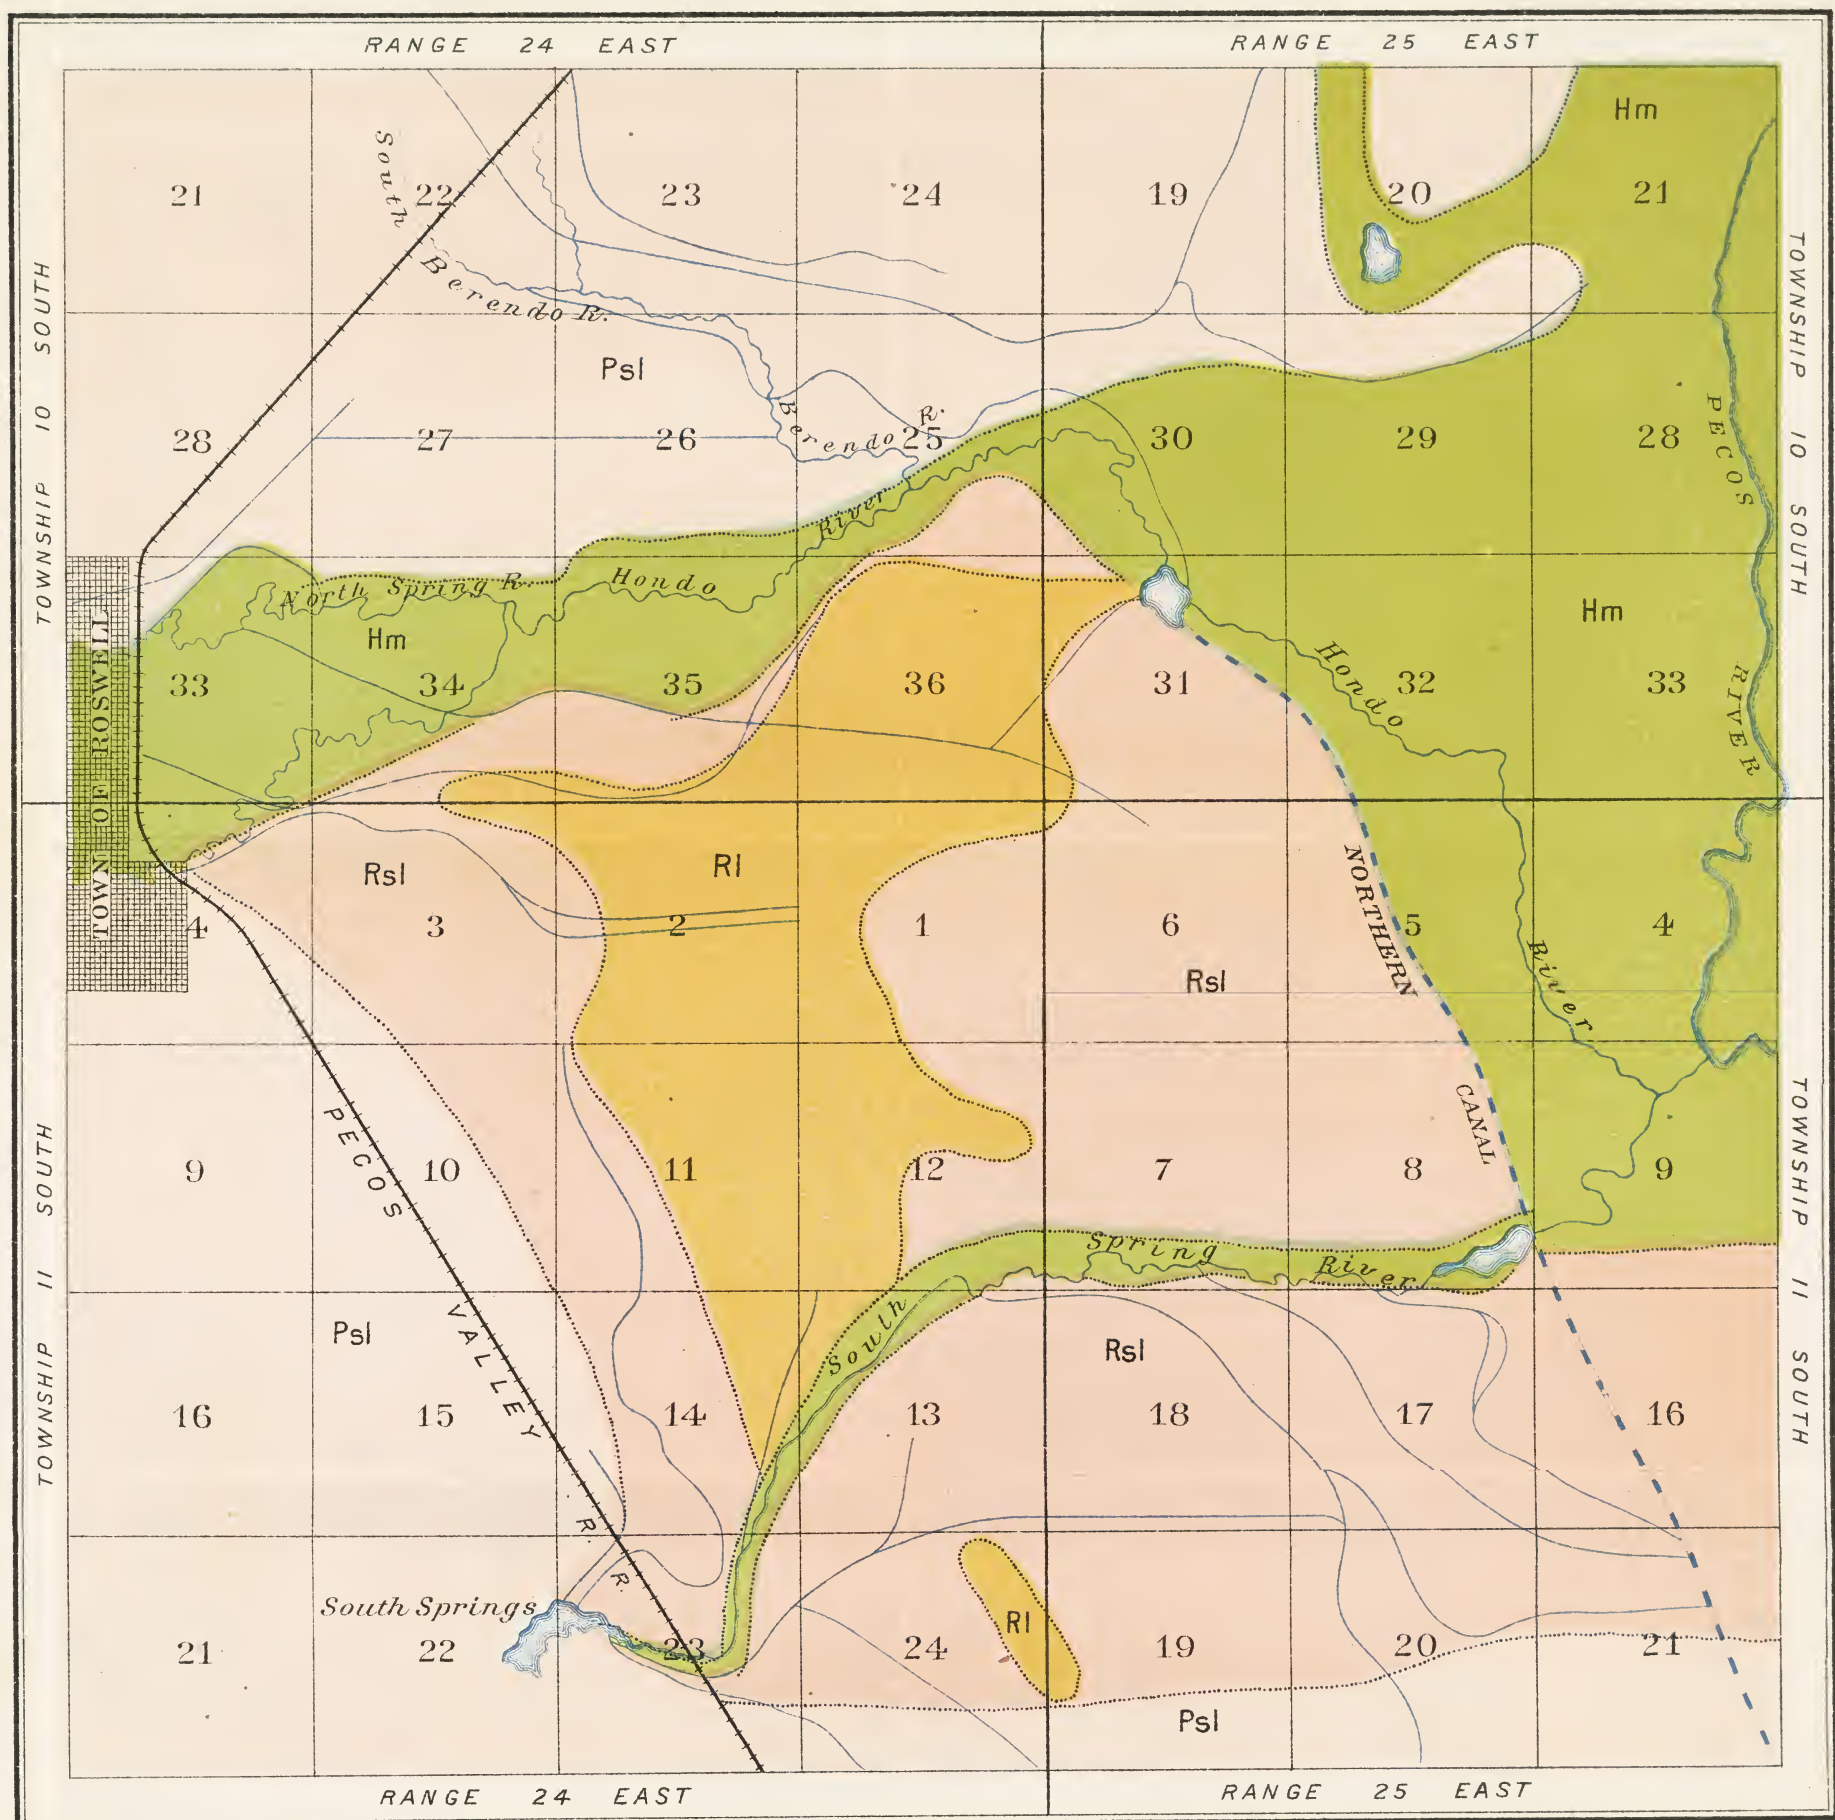 RANGE 24 EAST
RANGE 25 EAST
TOWNSHIP 10 SOUTH
TOWNSHIP 10 SOUTH
TOWNSHIP 11 SOUTH
TOWNSHIP 11 SOUTH
Hm
21 22 23 24 19 20 21
South Berendo R.
Psl
Berendo R.
28 27 26 25 30 29 28
PECOS RIVER
North Spring R.
Hondo River
Hm
Hm
33 34 35 36 31 32 33
Hondo River
TOWN OF ROSWELL
Rsl
Rl
4 3 2 1 6 5 4
Rsl
NORTHERN CANAL
9 10 11 12 7 8 9
PECOS VALLEY R. R.
South Spring River
Psl
Rsl
16 15 14 13 18 17 16
South Springs
Rl
21 22 23 24 19 20 21
Psl
RANGE 24 EAST
RANGE 25 EAST